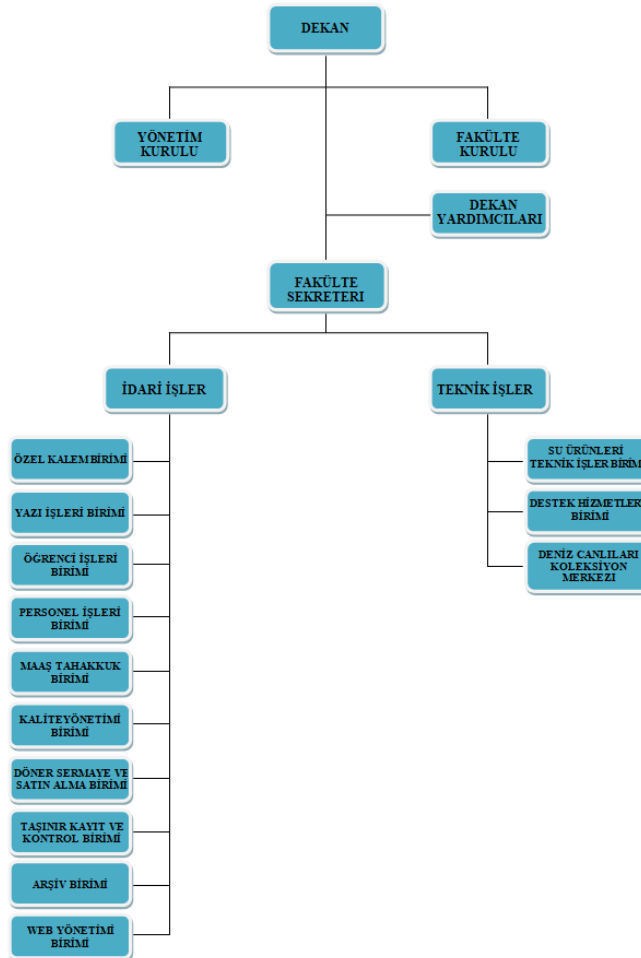 DEKAN
YÖNETİM
KURULU
FAKÜLTE
KURULU
DEKAN
YARDIMCILARI
FAKÜLTE
SEKRETERI
İDARİ İŞLER
TEKNİK İŞLER
ÖZEL KALEM BİRİMİ
YAZI İŞLERİ BİRİMİ
ÖĞRENCİ İŞLERİ
BİRİMİ
PERSONEL İŞLERİ
BİRİMİ
MAAŞ TAHAKKUK
BİRİMİ
KALİTEYÖNETİMİ
BİRİMİ
DÖNER SERMAYE VE
SATIN ALMA BİRİMİ
TAŞINIR KAYIT VE
KONTROL BİRİMİ
ARŞİV BİRİMİ
WEB YÖNETİMİ
BİRİMİ
SU ÜRÜNLERİ
TEKNİK İŞLER BİRİM
DESTEK HİZMETLER
BİRİMİ
DENİZ CANLILARI
KOLEKSİYON
MERKEZI